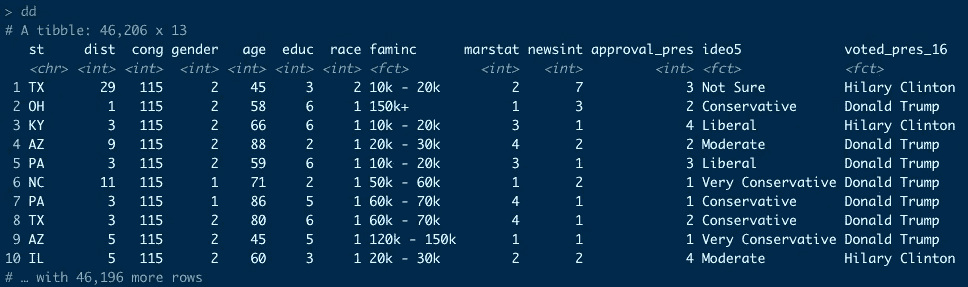 > dd
# A tibble: 46,206 x 13
st dist cong gender age educ race faminc marstat newsint approval_pres ideo5 voted_pres_16
<chr> <int> <int> <int> <int> <int> <int> <fct> <int> <int> <int> <fct> <fct>
1 TX 29 115 2 45 3 2 10k - 20k 2 7 3 Not Sure Hilary Clinton
2 OH 1 115 2 58 6 1 150k+ 1 3 2 Conservative Donald Trump
3 KY 3 115 2 66 6 1 10k - 20k 3 1 4 Liberal Hilary Clinton
4 AZ 9 115 2 88 2 1 20k - 30k 4 2 2 Moderate Donald Trump
5 PA 3 115 2 59 6 1 10k - 20k 3 1 3 Liberal Donald Trump
6 NC 11 115 1 71 2 1 50k - 60k 1 2 1 Very Conservative Donald Trump
7 PA 3 115 1 86 5 1 60k - 70k 4 1 1 Conservative Donald Trump
8 TX 3 115 2 80 6 1 60k - 70k 4 1 2 Conservative Donald Trump
9 AZ 5 115 2 45 5 1 120k - 150k 1 1 1 Very Conservative Donald Trump
10 IL 5 115 2 60 3 1 20k - 30k 2 2 4 Moderate Hilary Clinton
# … with 46,196 more rows